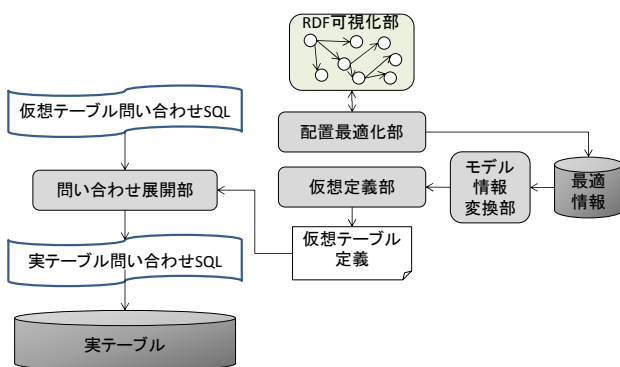 RDF可視化部
仮想テーブル問い合わせSQL
配置最適化部
問い合わせ展開部
仮想定義部
モデル
情報
変換部
最適
情報
仮想テーブル
定義
実テーブル問い合わせSQL
実テーブル